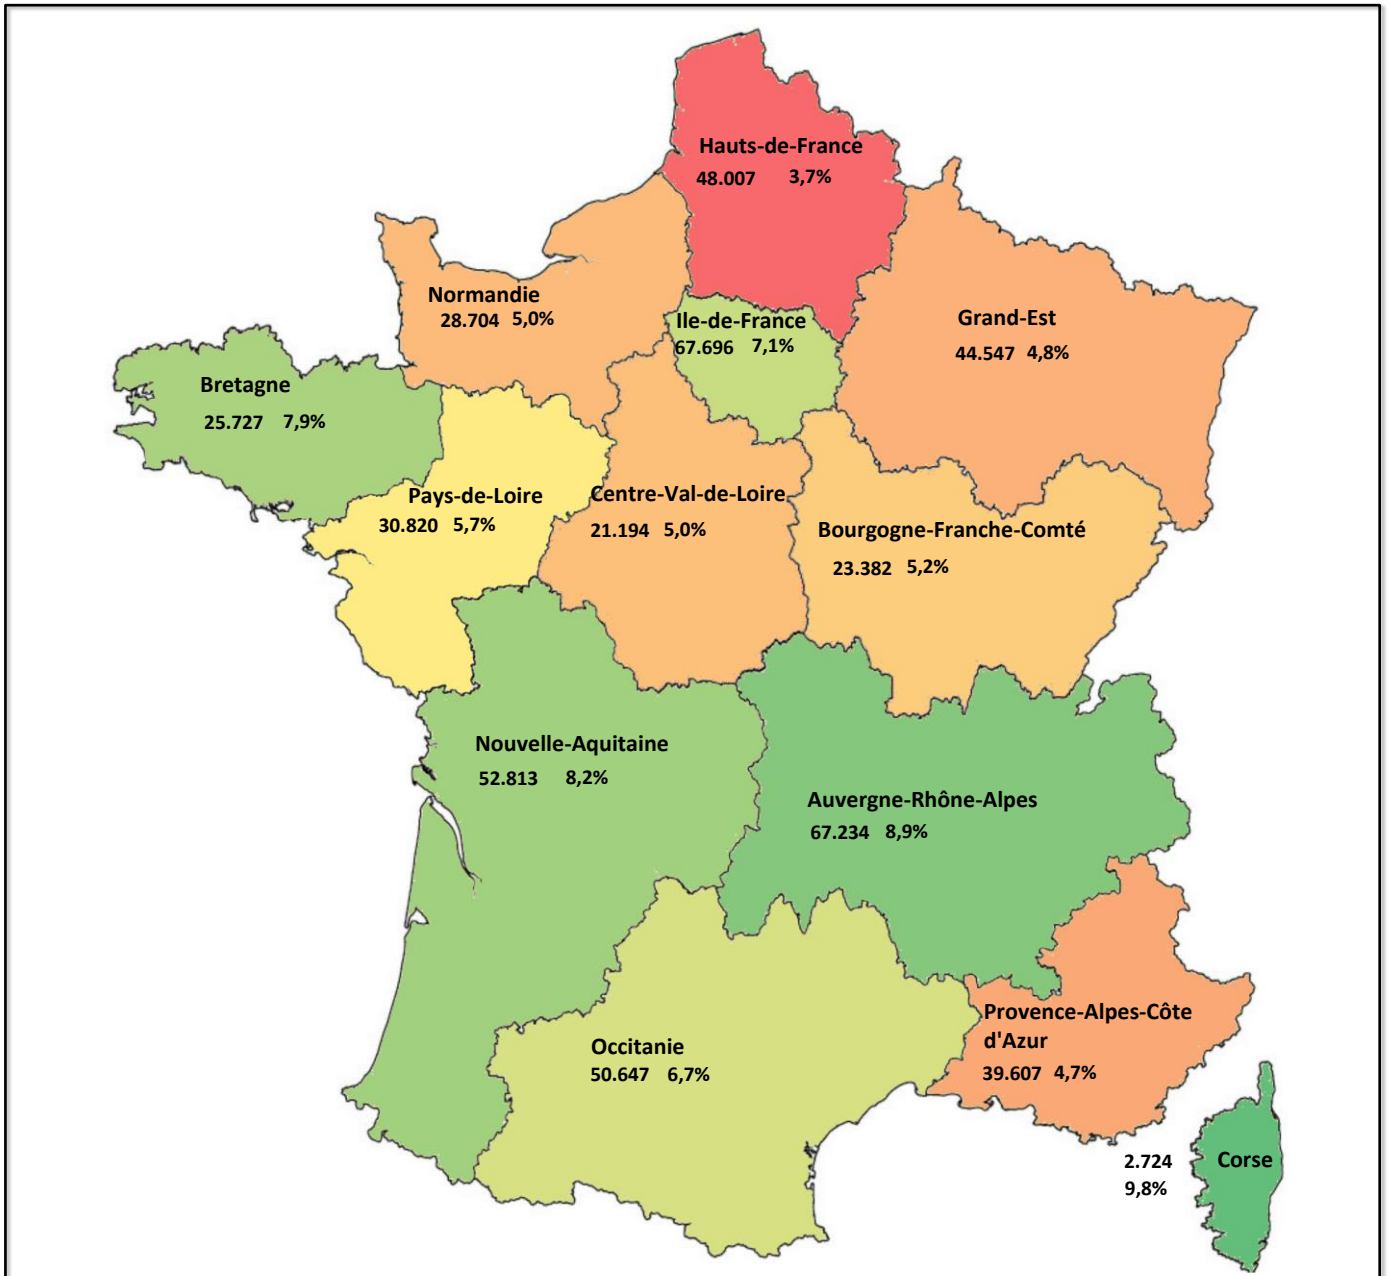 Hauts-de-France
48.007 3,7%
Normandie
28.704 5,0%
Ile-de-France
67.696 7,1%
Grand-Est
44.547 4,8%
Bretagne
25.727 7,9%
Pays-de-Loire
30.820 5,7%
Centre-Val-de-Loire
21.194 5,0%
Bourgogne-Franche-Comté
23.382 5,2%
Nouvelle-Aquitaine
52.813 8,2%
Auvergne-Rhône-Alpes
67.234 8,9%
Occitanie
50.647 6,7%
Provence-Alpes-Côte
d'Azur
39.607 4,7%
Corse
2.724
9,8%